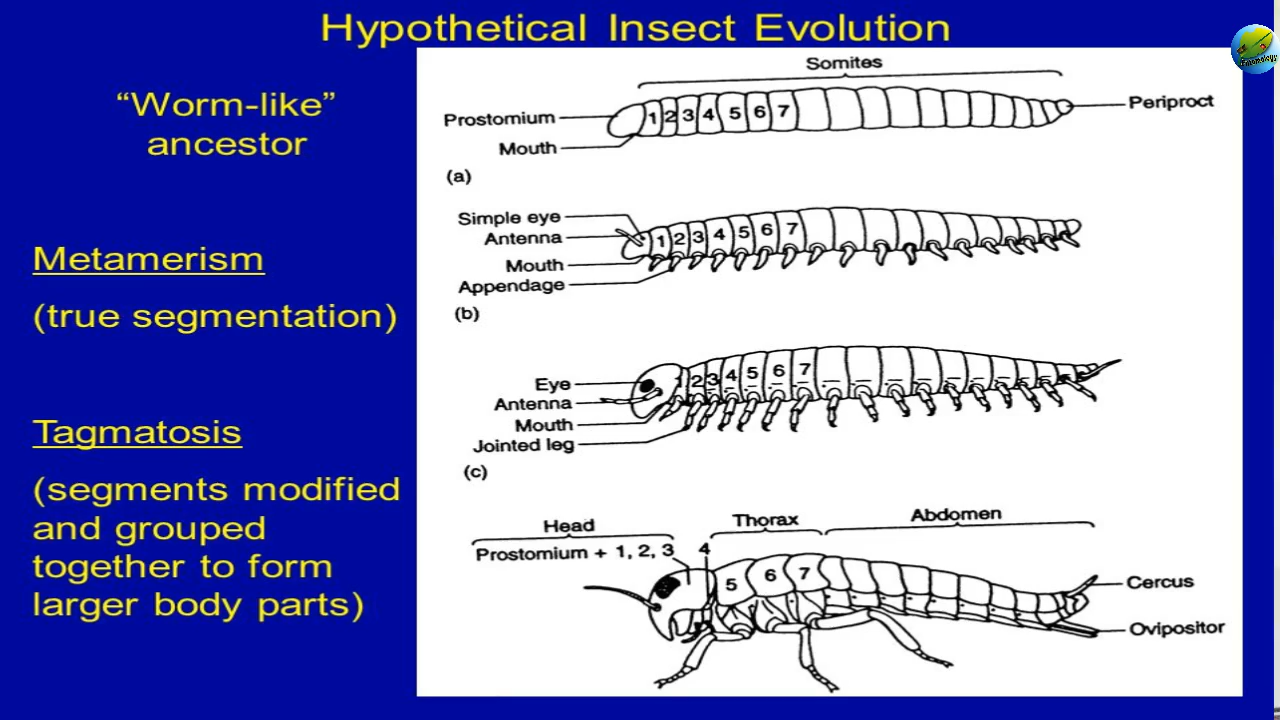 Hypothetical Insect Evolution
“Worm-like”
ancestor
Metamerism
(true segmentation)
Tagmatosis
(segments modified
and grouped
together to form
larger body parts)
Somites
Prostomium
1 2 3 4 5 6 7
Periproct
Mouth
(a)
Simple eye
Antenna
1 2 3 4 5 6 7
Mouth
Appendage
(b)
Eye
1 2 3 4 5 6 7
Antenna
Mouth
Jointed leg
(c)
Head
Thorax
Abdomen
Prostomium + 1, 2, 3
4
5 6 7
Cercus
Ovipositor